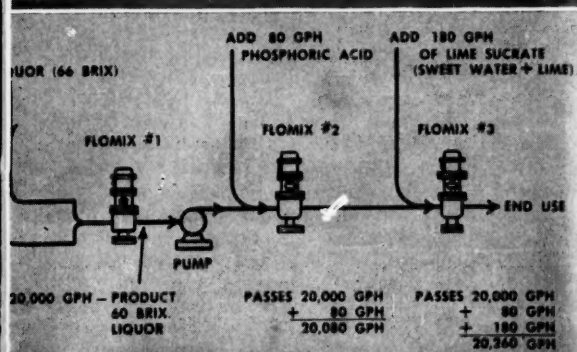 ADD 80 GPH
PHOSPHORIC ACID
ADD 180 GPH
OF LIME SUCRATE
(SWEET WATER + LIME)
UOR (66 BRIX)
FLOMIX #1
FLOMIX #2
FLOMIX #3
END USE
PUMP
20,000 GPH – PRODUCT
60 BRIX.
LIQUOR
PASSES 20,000 GPH
+ 80 GPH
20,080 GPH
PASSES 20,000 GPH
+ 80 GPH
+ 180 GPH
20,260 GPH